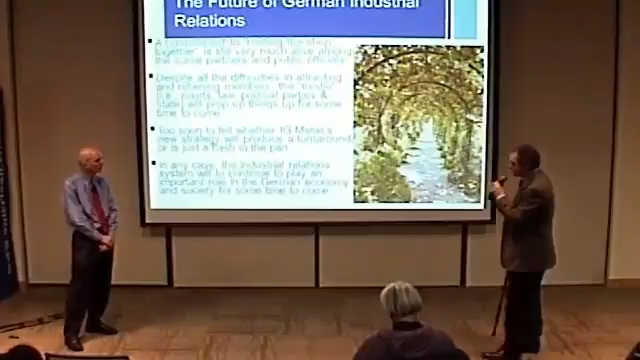 The Future of German Industrial
Relations
together" is still very much alive among
the social partners and public officials
Despite all the difficulties in attracting
and retaining members, the "trestle"
(i.e., courts, law, political parties &
state) will prop things up for some
time to come
Too soon to tell whether IG Metall's
new strategy will produce a turnaround
or is just a flash in the pan
In any case, the industrial relations
system will to continue to play an
important role in the German economy
and society for some time to come